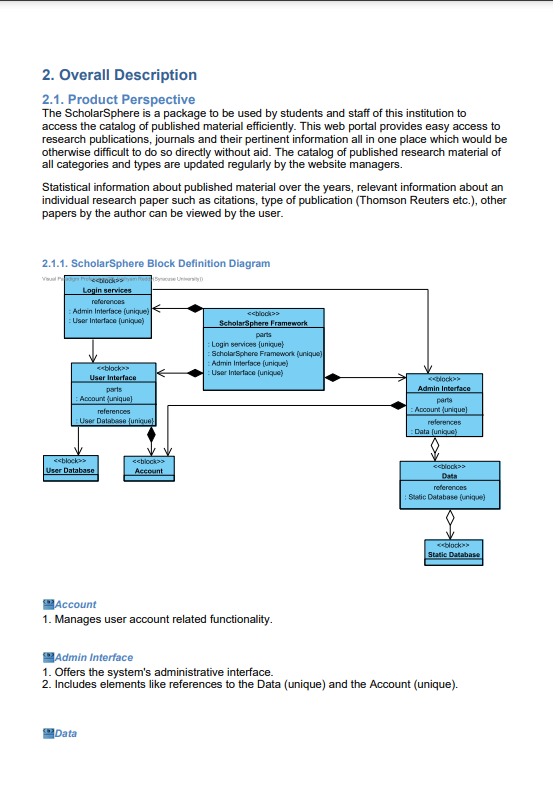 2. Overall Description
2.1. Product Perspective
The ScholarSphere is a package to be used by students and staff of this institution to
access the catalog of published material efficiently. This web portal provides easy access to
research publications, journals and their pertinent information all in one place which would be
otherwise difficult to do so directly without aid. The catalog of published research material of
all categories and types are updated regularly by the website managers.
Statistical information about published material over the years, relevant information about an
individual research paper such as citations, type of publication (Thomson Reuters etc.), other
papers by the author can be viewed by the user.
2.1.1. ScholarSphere Block Definition Diagram
Visual Paradigm (Syracuse University)
<<block>>
Login services
references
: Admin Interface {unique}
: User Interface {unique}
<<block>>
ScholarSphere Framework
parts
: Login services {unique}
: ScholarSphere Framework {unique}
: Admin Interface {unique}
: User Interface {unique}
<<block>>
User Interface
parts
: Account {unique}
references
: User Database {unique}
<<block>>
Admin Interface
parts
: Account {unique}
references
: Data {unique}
<<block>>
User Database
<<block>>
Account
<<block>>
Data
references
: Static Database {unique}
<<block>>
Static Database
Account
1. Manages user account related functionality.
Admin Interface
1. Offers the system's administrative interface.
2. Includes elements like references to the Data (unique) and the Account (unique).
Data